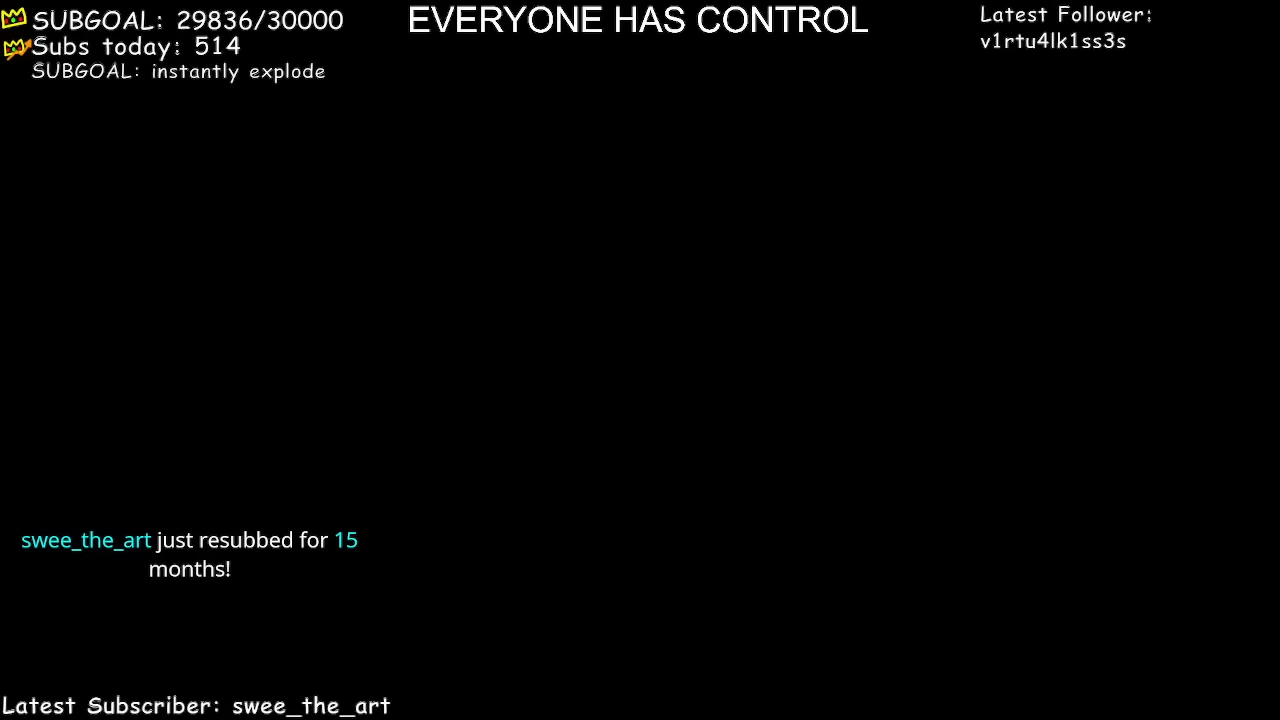 SUBGOAL: 29836/30000
Subs today: 514
SUBGOAL: instantly explode
EVERYONE HAS CONTROL
Latest Follower:
v1rtu4lk1ss3s
swee_the_art just resubbed for 15
months!
Latest Subscriber: swee_the_art